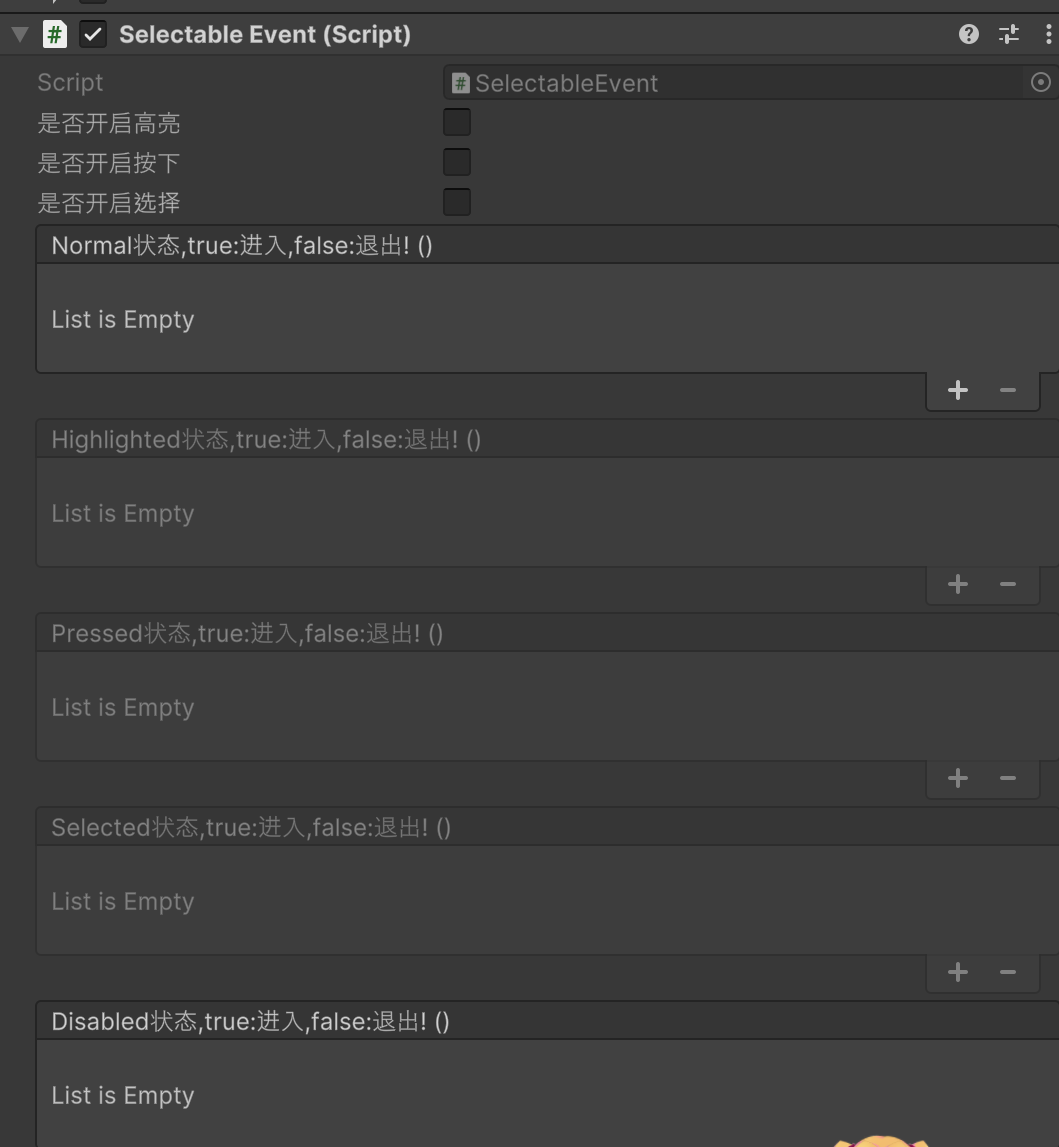 Selectable Event (Script)
Script
SelectableEvent
是否开启高亮
是否开启按下
是否开启选择
Normal状态,true:进入,false:退出! ()
List is Empty
Highlighted状态,true:进入,false:退出! ()
List is Empty
Pressed状态,true:进入,false:退出! ()
List is Empty
Selected状态,true:进入,false:退出! ()
List is Empty
Disabled状态,true:进入,false:退出! ()
List is Empty